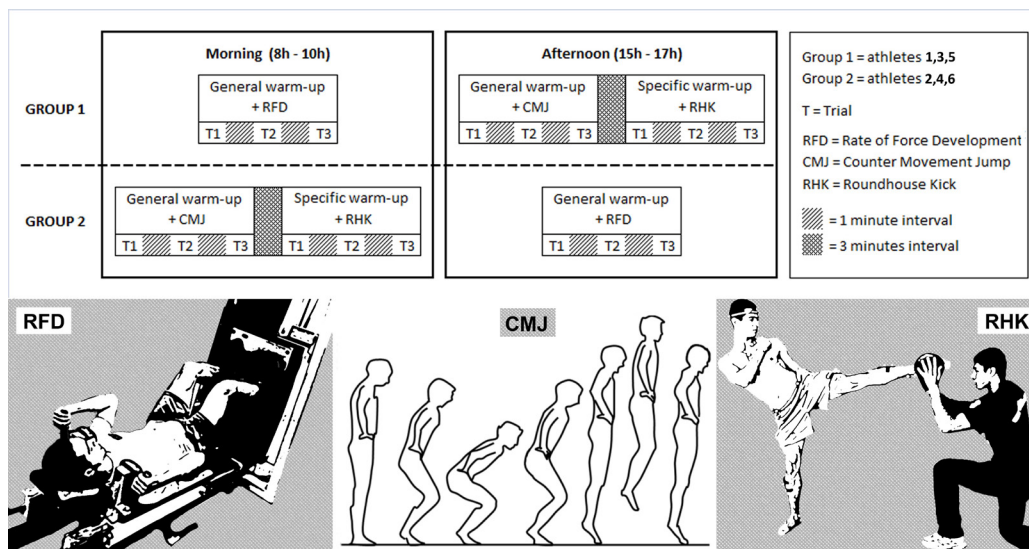 Morning (8h - 10h)
Afternoon (15h - 17h)
GROUP 1
General warm-up
+ RFD
T1 T2 T3
General warm-up
+ CMJ
T1 T2 T3
Specific warm-up
+ RHK
T1 T2 T3
GROUP 2
General warm-up
+ CMJ
T1 T2 T3
Specific warm-up
+ RHK
T1 T2 T3
General warm-up
+ RFD
T1 T2 T3
Group 1 = athletes 1,3,5
Group 2 = athletes 2,4,6
T = Trial
RFD = Rate of Force Development
CMJ = Counter Movement Jump
RHK = Roundhouse Kick
= 1 minute interval
= 3 minutes interval
RFD
CMJ
RHK